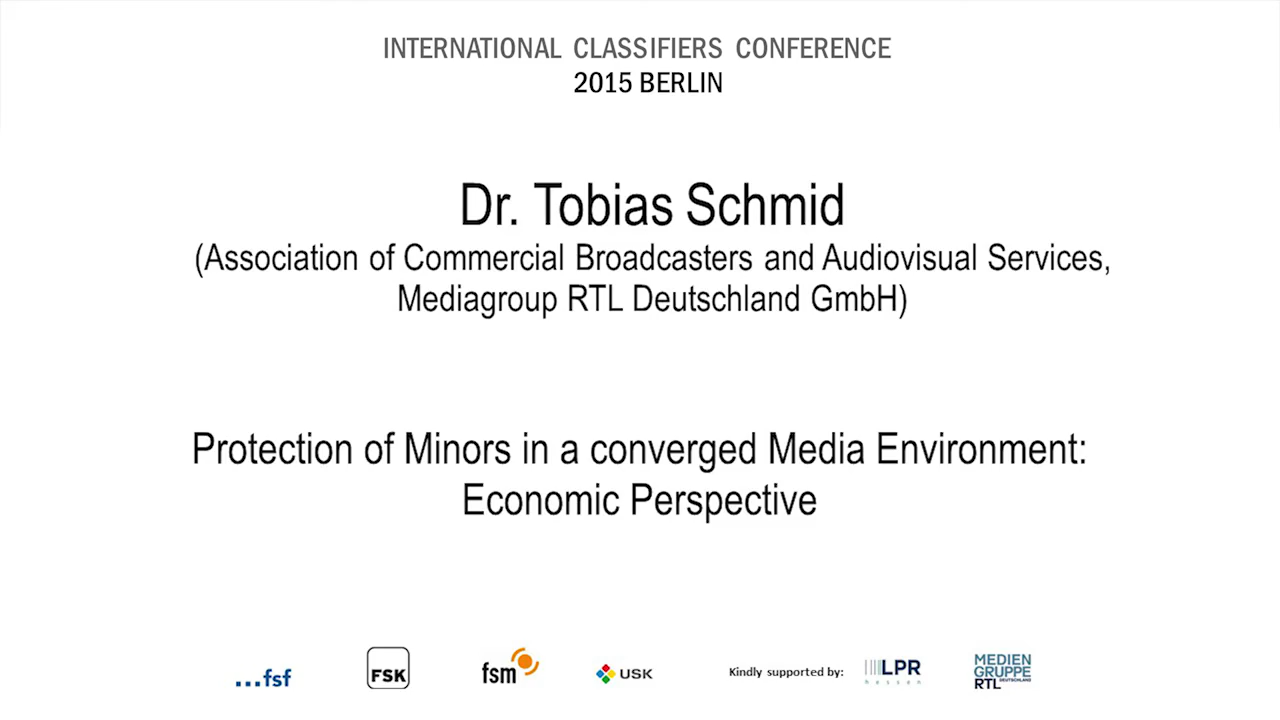 INTERNATIONAL CLASSIFIERS CONFERENCE
2015 BERLIN
Dr. Tobias Schmid
(Association of Commercial Broadcasters and Audiovisual Services,
Mediagroup RTL Deutschland GmbH)
Protection of Minors in a converged Media Environment:
Economic Perspective
...fsf
FSK
fsm
USK
Kindly supported by:
LPR
hessen
MEDIEN
GRUPPE
RTL DEUTSCHLAND